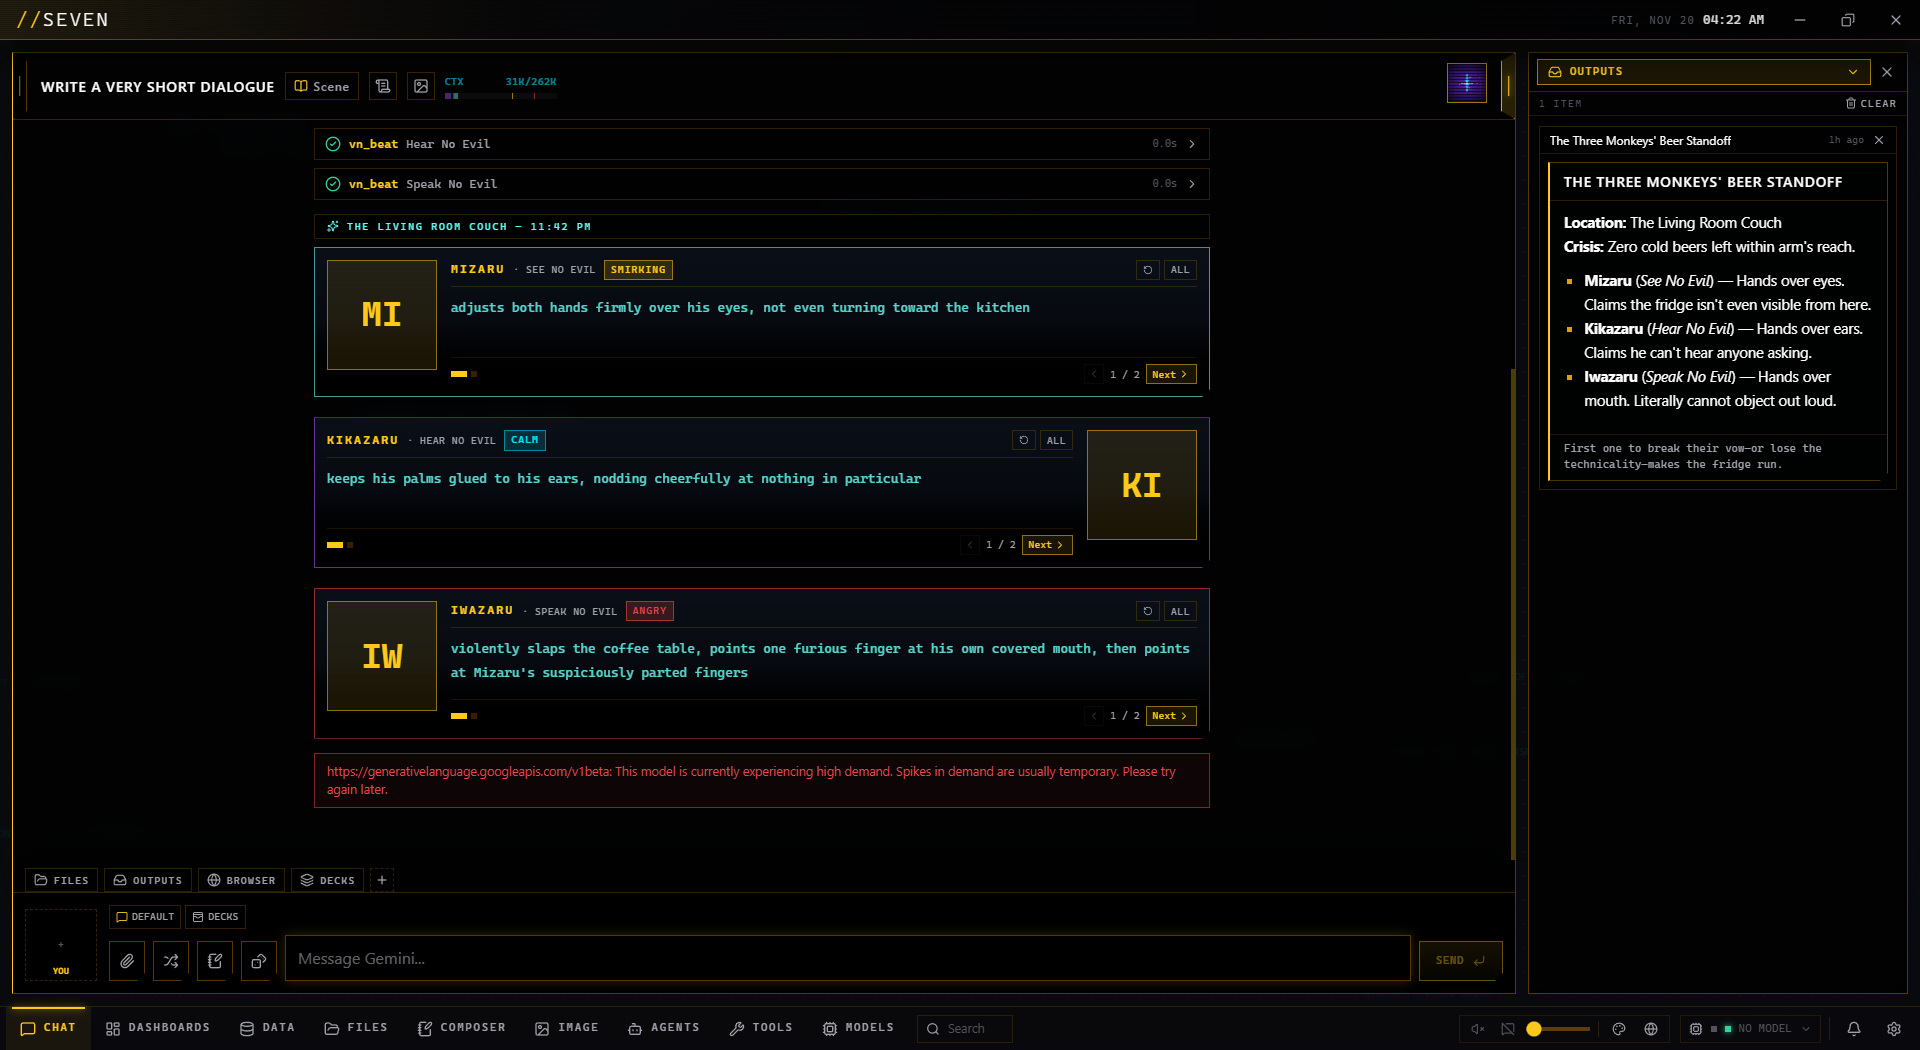 //SEVEN
FRI, NOV 20 04:22 AM
WRITE A VERY SHORT DIALOGUE
Scene
CTX 31K/262K
vn_beat Hear No Evil 0.0s
vn_beat Speak No Evil 0.0s
THE LIVING ROOM COUCH — 11:42 PM
MI
MIZARU · SEE NO EVIL SMIRKING ALL
adjusts both hands firmly over his eyes, not even turning toward the kitchen
1 / 2 Next
KIKAZARU · HEAR NO EVIL CALM ALL
keeps his palms glued to his ears, nodding cheerfully at nothing in particular
KI
1 / 2 Next
IW
IWAZARU · SPEAK NO EVIL ANGRY ALL
violently slaps the coffee table, points one furious finger at his own covered mouth, then points
at Mizaru's suspiciously parted fingers
1 / 2 Next
https://generativelanguage.googleapis.com/v1beta: This model is currently experiencing high demand. Spikes in demand are usually temporary. Please try
again later.
FILES OUTPUTS BROWSER DECKS +
DEFAULT DECKS
+
YOU
Message Gemini...
SEND
OUTPUTS
1 ITEM CLEAR
The Three Monkeys' Beer Standoff 1h ago
THE THREE MONKEYS' BEER STANDOFF
Location: The Living Room Couch
Crisis: Zero cold beers left within arm's reach.
Mizaru (See No Evil) — Hands over eyes.
Claims the fridge isn't even visible from here.
Kikazaru (Hear No Evil) — Hands over ears.
Claims he can't hear anyone asking.
Iwazaru (Speak No Evil) — Hands over
mouth. Literally cannot object out loud.
First one to break their vow—or lose the
technicality—makes the fridge run.
CHAT DASHBOARDS DATA FILES COMPOSER IMAGE AGENTS TOOLS MODELS Search NO MODEL